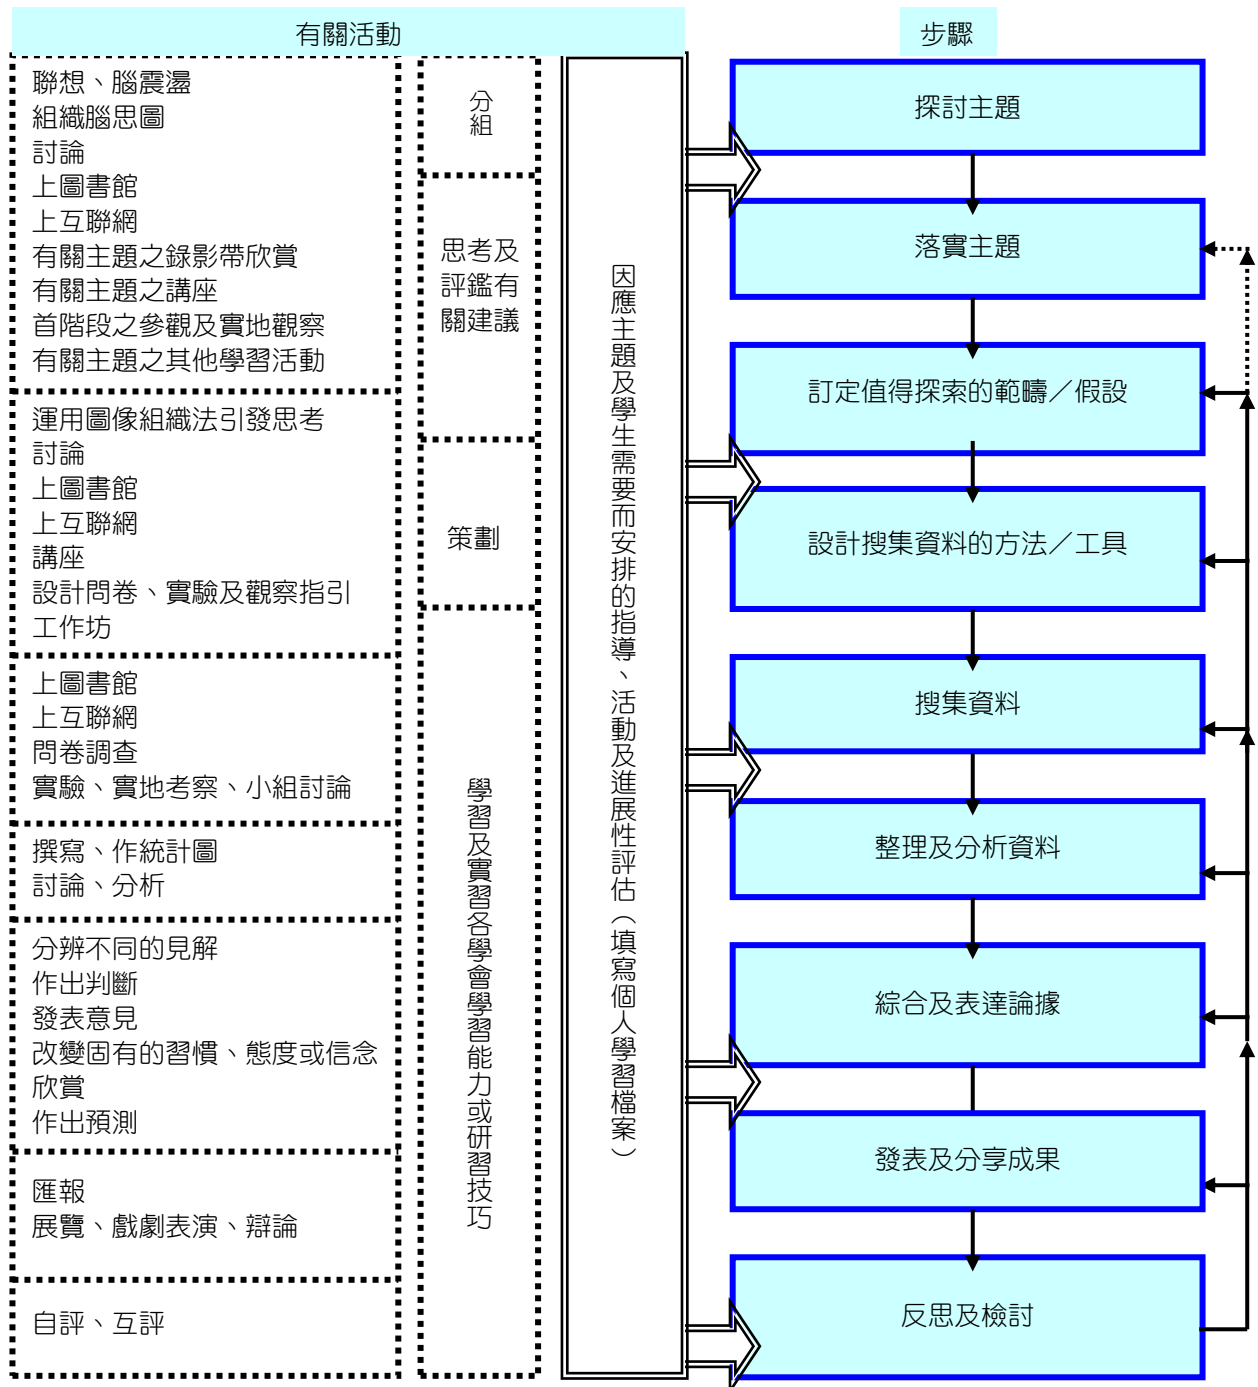 有關活動
聯想、腦震盪
組織腦思圖
討論
上圖書館
上互聯網
有關主題之錄影帶欣賞
有關主題之講座
首階段之參觀及實地觀察
有關主題之其他學習活動
運用圖像組織法引發思考
討論
上圖書館
上互聯網
講座
設計問卷、實驗及觀察指引
工作坊
上圖書館
上互聯網
問卷調查
實驗、實地考察、小組討論
撰寫、作統計圖
討論、分析
分辨不同的見解
作出判斷
發表意見
改變固有的習慣、態度或信念
欣賞
作出預測
匯報
展覽、戲劇表演、辯論
自評、互評
分
組
思考及
評鑑有
關建議
策劃
學習及實習各學會學習能力或研習技巧
因應主題及學生需要而安排的指導、活動及進展性評估（填寫個人學習檔案）
步驟
探討主題
落實主題
訂定值得探索的範疇／假設
設計搜集資料的方法／工具
搜集資料
整理及分析資料
綜合及表達論據
發表及分享成果
反思及檢討